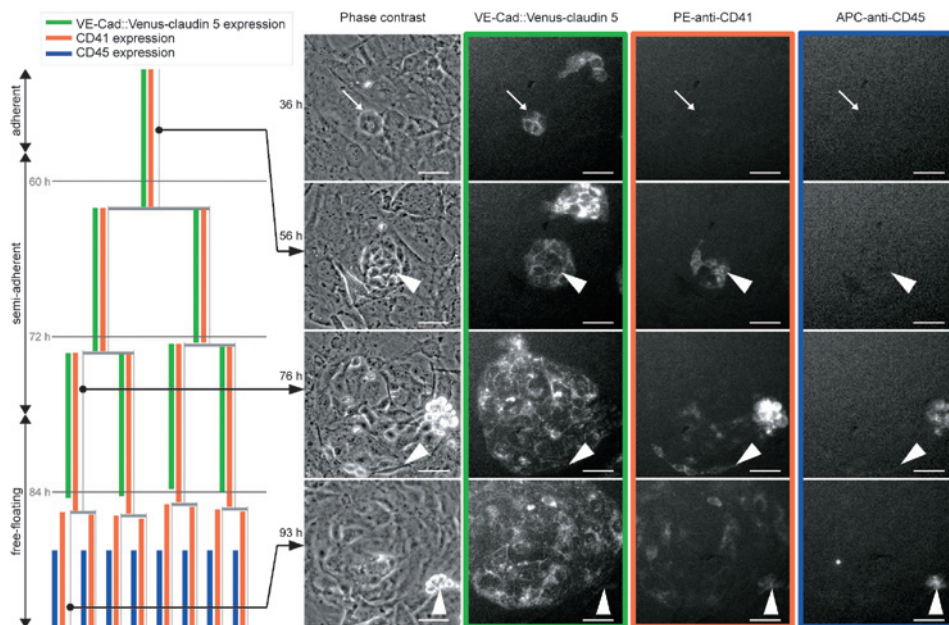 VE-Cad::Venus-claudin 5 expression
CD41 expression
CD45 expression
Phase contrast
VE-Cad::Venus-claudin 5
PE-anti-CD41
APC-anti-CD45
adherent
semi-adherent
free-floating
60 h
72 h
84 h
36 h
56 h
76 h
93 h